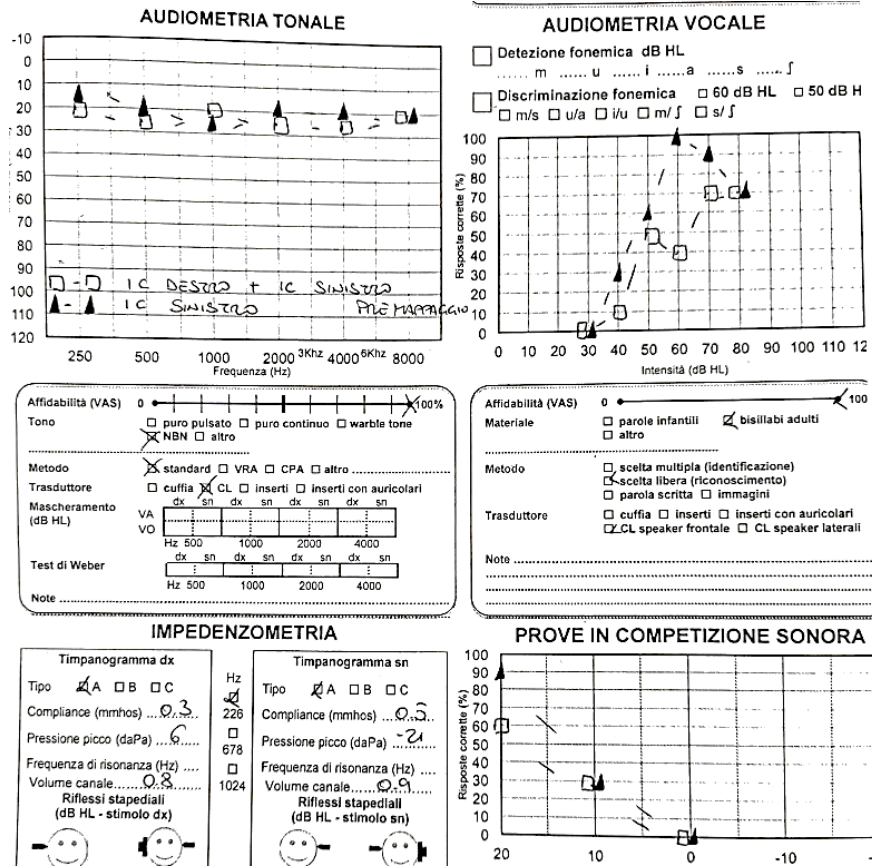 AUDIOMETRIA TONALE
-10
0
10
20
30
40
50
60
70
80
90
100
110
120
□-□ IC DESTRO + IC SINISTRO
▲-▲ IC SINISTRO PREMAPPAGGIO
250 500 1000 2000 3Khz 4000 6Khz 8000
Frequenza (Hz)
AUDIOMETRIA VOCALE
□ Detezione fonemica dB HL
...... m ...... u ...... i ......a ......s ...... ʃ
□ Discriminazione fonemica □ 60 dB HL □ 50 dB H
□ m/s □ u/a □ i/u □ m/ ʃ □ s/ ʃ
Risposte corrette (%)
100
90
80
70
60
50
40
30
20
10
0
0 10 20 30 40 50 60 70 80 90 100 110 12
Intensità (dB HL)
Affidabilità (VAS) 0 100%
Tono □ puro pulsato □ puro continuo □ warble tone
☒ NBN □ altro
Metodo ☒ standard □ VRA □ CPA □ altro
Trasduttore □ cuffia ☒ CL □ inserti □ inserti con auricolari
Mascheramento (dB HL)
dx sn dx sn dx sn dx sn
VA
VO
Hz 500 1000 2000 4000
Test di Weber
dx sn dx sn dx sn dx sn
Hz 500 1000 2000 4000
Note
Affidabilità (VAS) 0 100
Materiale □ parole infantili ☒ bisillabi adulti
□ altro
Metodo □ scelta multipla (identificazione)
☒ scelta libera (riconoscimento)
□ parola scritta □ immagini
Trasduttore □ cuffia □ inserti □ inserti con auricolari
☒ CL speaker frontale □ CL speaker laterali
Note
IMPEDENZOMETRIA
Timpanogramma dx
Tipo ☒ A □ B □ C
Compliance (mmhos) 0.3
Pressione picco (daPa) 6
Frequenza di risonanza (Hz)
Volume canale 0.8
Riflessi stapediali
(dB HL - stimolo dx)
Hz
☒
226
□
678
□
1024
Timpanogramma sn
Tipo ☒ A □ B □ C
Compliance (mmhos) 0.5
Pressione picco (daPa) -21
Frequenza di risonanza (Hz)
Volume canale 0.9
Riflessi stapediali
(dB HL - stimolo sn)
PROVE IN COMPETIZIONE SONORA
Risposte corrette (%)
100
90
80
70
60
50
40
30
20
10
0
20 10 0 -10